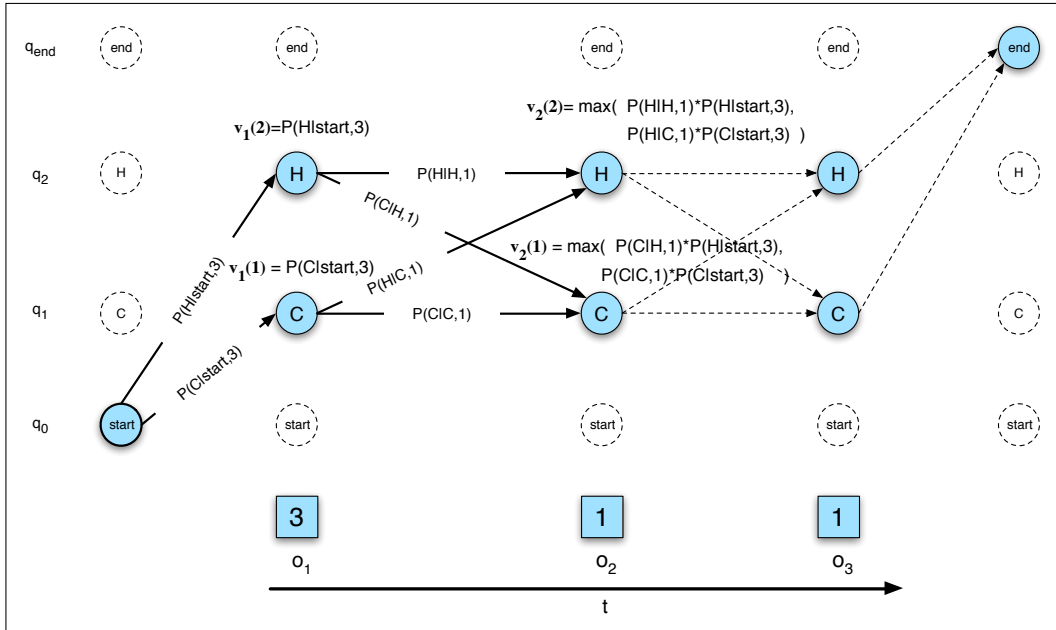 q_end end end end end end
v_2(2)= max( P(H|H,1)*P(H|start,3),
P(H|C,1)*P(C|start,3) )
v_1(2)=P(H|start,3)
q_2 H H H H H
P(H|H,1)
P(C|H,1)
v_2(1) = max( P(C|H,1)*P(H|start,3),
P(C|C,1)*P(C|start,3) )
v_1(1) = P(C|start,3)
P(H|C,1)
P(H|start,3)
q_1 C C C C C
P(C|C,1)
P(C|start,3)
q_0 start start start start start
3 1 1
o_1 o_2 o_3
t